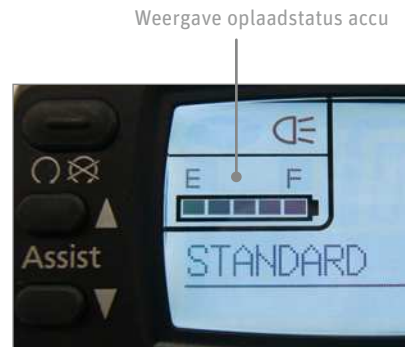 Weergave oplaadstatus accu
E F
Assist
STANDARD